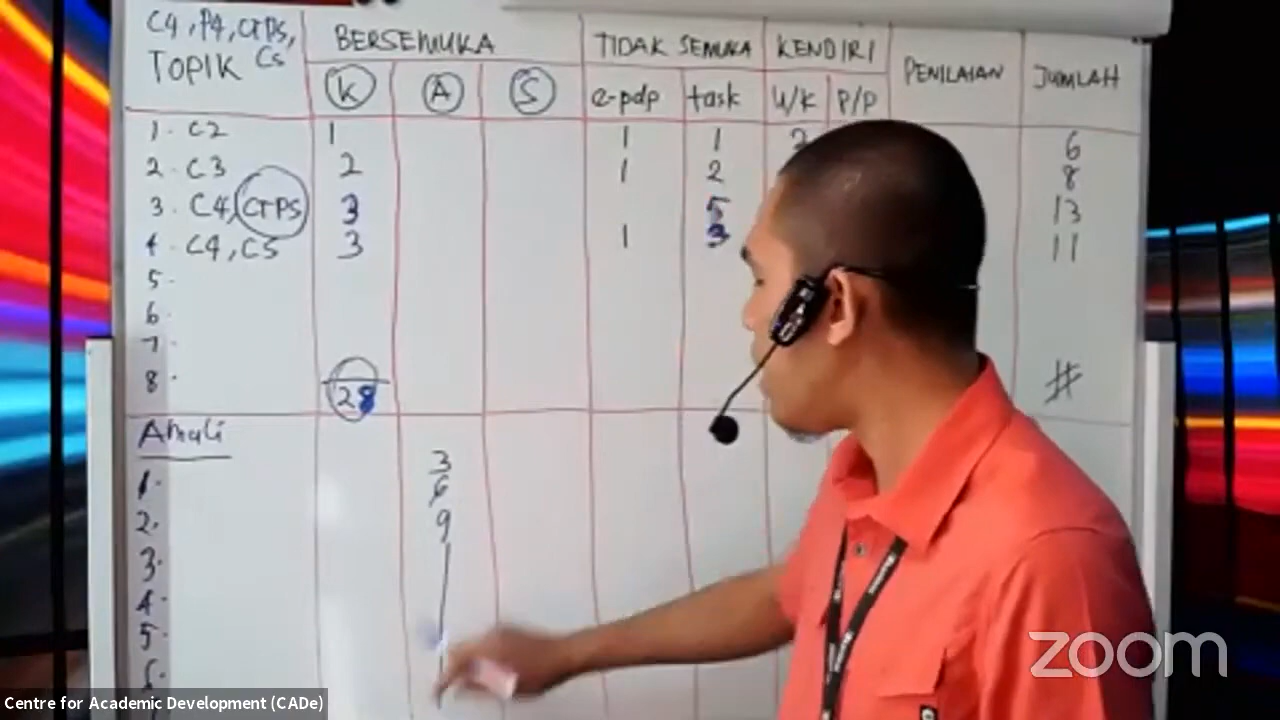 C4, P4, CTPS, CS
TOPIK
BERSEMUKA
TIDAK SEMUKA
KENDIRI
PENILAIAN
JUMLAH
K A S e-pdp task U/K P/P
1. C2 1 1 1 2 6
2. C3 2 1 2 8
3. C4, CTPS 3 5 13
4. C4, C5 3 1 3 11
5.
6.
7.
8. 28 #
Amali
3
1. 6
2. 9
3.
4.
5.
6.
zoom
Centre for Academic Development (CADe)